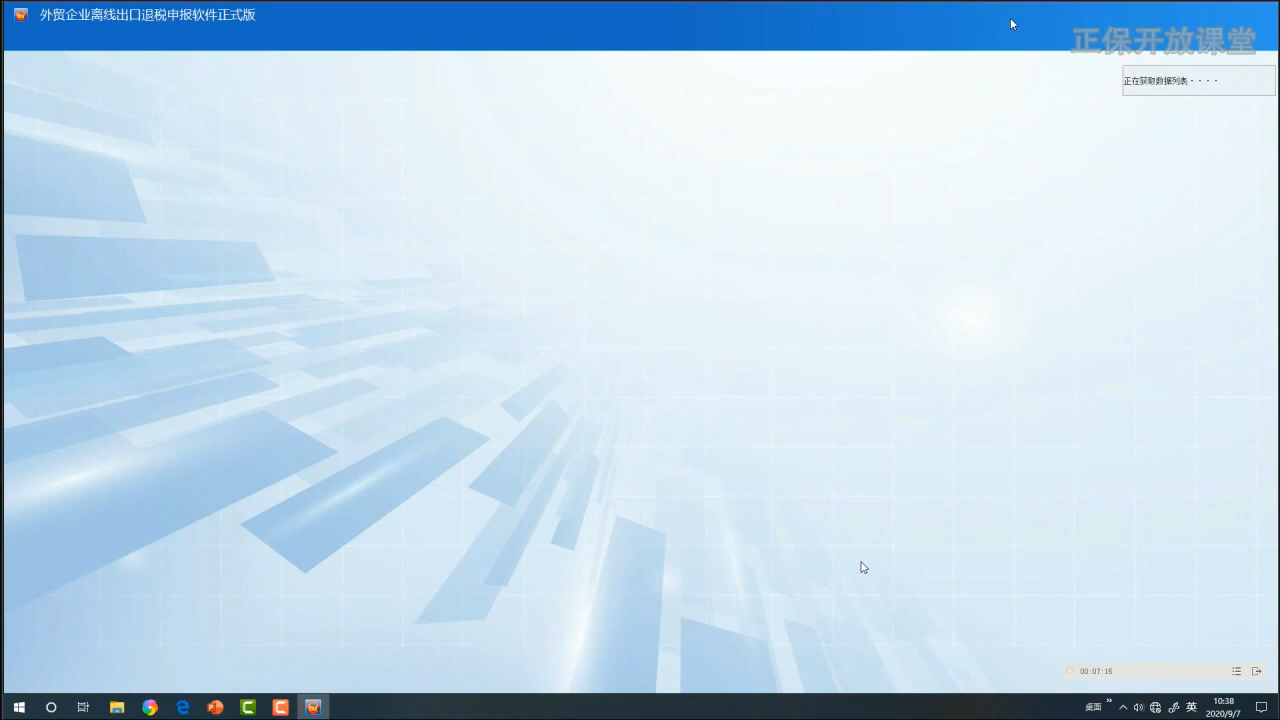 外贸企业离线出口退税申报软件正式版
正保开放课堂
正在获取数据列表····
00:07:15
桌面
英
10:38
2020/9/7